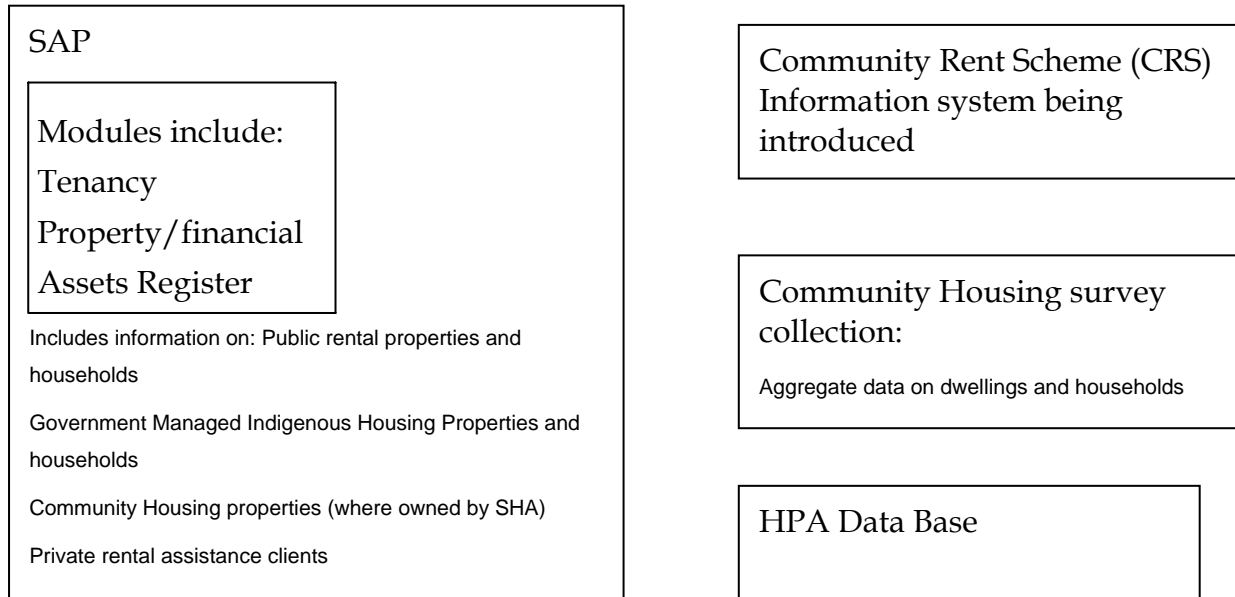 SAP
Modules include:
Tenancy
Property/financial
Assets Register
Includes information on: Public rental properties and
households
Government Managed Indigenous Housing Properties and
households
Community Housing properties (where owned by SHA)
Private rental assistance clients
Community Rent Scheme (CRS)
Information system being
introduced
Community Housing survey
collection:
Aggregate data on dwellings and households
HPA Data Base